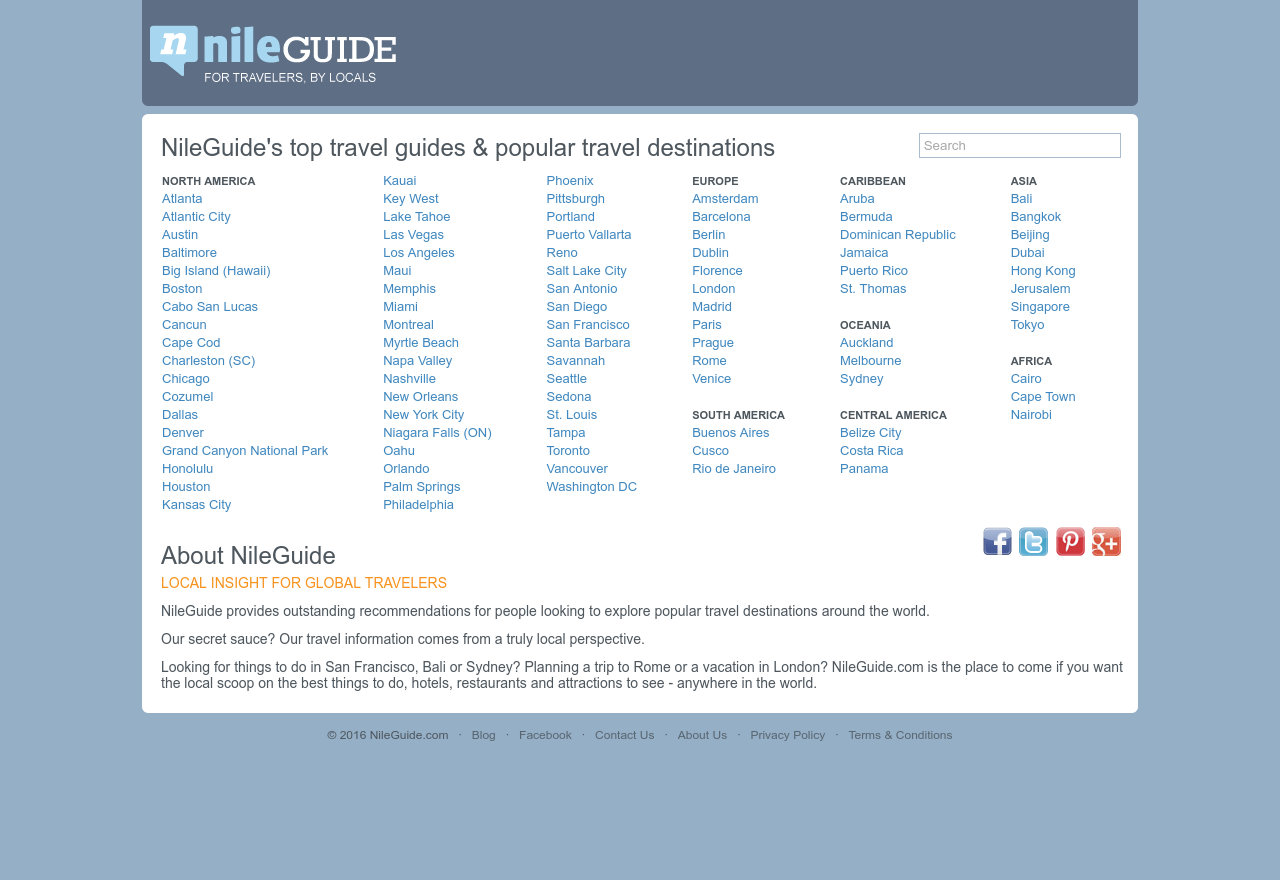 n nileGUIDE
FOR TRAVELERS, BY LOCALS
NileGuide's top travel guides & popular travel destinations
Search
NORTH AMERICA
Atlanta
Atlantic City
Austin
Baltimore
Big Island (Hawaii)
Boston
Cabo San Lucas
Cancun
Cape Cod
Charleston (SC)
Chicago
Cozumel
Dallas
Denver
Grand Canyon National Park
Honolulu
Houston
Kansas City
Kauai
Key West
Lake Tahoe
Las Vegas
Los Angeles
Maui
Memphis
Miami
Montreal
Myrtle Beach
Napa Valley
Nashville
New Orleans
New York City
Niagara Falls (ON)
Oahu
Orlando
Palm Springs
Philadelphia
Phoenix
Pittsburgh
Portland
Puerto Vallarta
Reno
Salt Lake City
San Antonio
San Diego
San Francisco
Santa Barbara
Savannah
Seattle
Sedona
St. Louis
Tampa
Toronto
Vancouver
Washington DC
EUROPE
Amsterdam
Barcelona
Berlin
Dublin
Florence
London
Madrid
Paris
Prague
Rome
Venice
SOUTH AMERICA
Buenos Aires
Cusco
Rio de Janeiro
CARIBBEAN
Aruba
Bermuda
Dominican Republic
Jamaica
Puerto Rico
St. Thomas
OCEANIA
Auckland
Melbourne
Sydney
CENTRAL AMERICA
Belize City
Costa Rica
Panama
ASIA
Bali
Bangkok
Beijing
Dubai
Hong Kong
Jerusalem
Singapore
Tokyo
AFRICA
Cairo
Cape Town
Nairobi
f t P g+
About NileGuide
LOCAL INSIGHT FOR GLOBAL TRAVELERS
NileGuide provides outstanding recommendations for people looking to explore popular travel destinations around the world.
Our secret sauce? Our travel information comes from a truly local perspective.
Looking for things to do in San Francisco, Bali or Sydney? Planning a trip to Rome or a vacation in London? NileGuide.com is the place to come if you want
the local scoop on the best things to do, hotels, restaurants and attractions to see - anywhere in the world.
© 2016 NileGuide.com · Blog · Facebook · Contact Us · About Us · Privacy Policy · Terms & Conditions